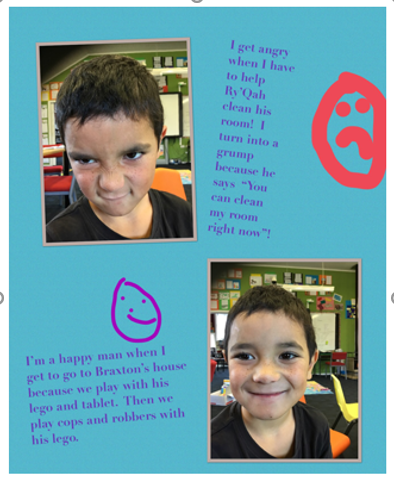 I get angry
when I have
to help
Ry'Qah
clean his
room! I
turn into a
grump
because he
says "You
can clean
my room
right now"!
I'm a happy man when I
get to go to Braxton's house
because we play with his
lego and tablet. Then we
play cops and robbers with
his lego.